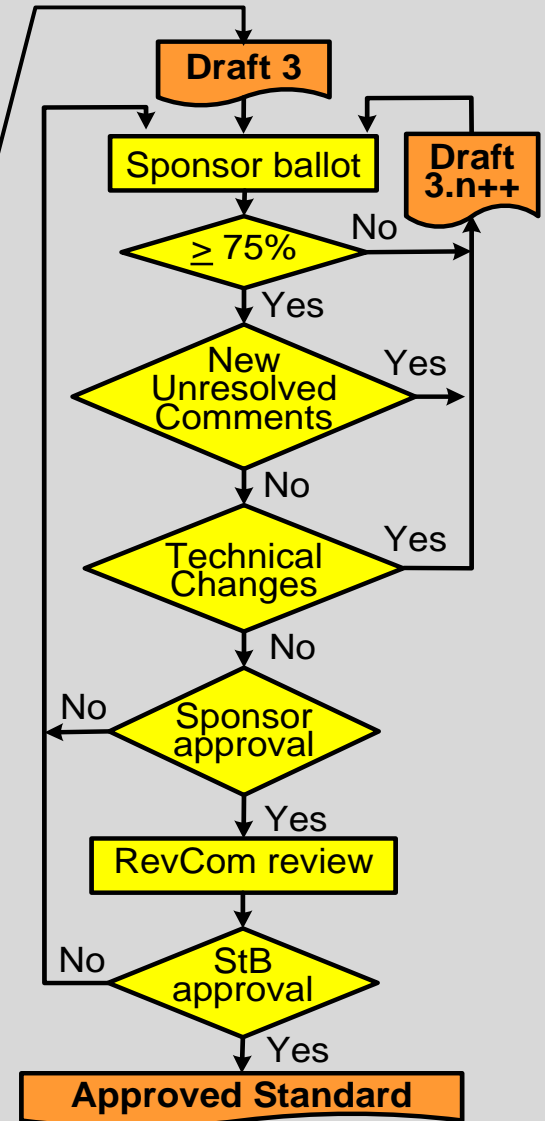 Draft 3
Sponsor ballot
Draft
3.n++
≥ 75%
No
Yes
New
Unresolved
Comments
Yes
No
Technical
Changes
Yes
No
Sponsor
approval
No
Yes
RevCom review
StB
approval
No
Yes
Approved Standard